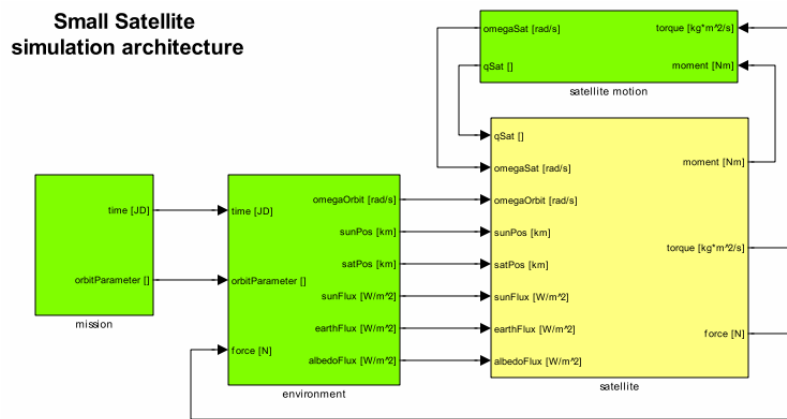 Small Satellite
simulation architecture
omegaSat [rad/s]
torque [kg*m^2/s]
qSat []
moment [Nm]
satellite motion
qSat []
omegaSat [rad/s]
moment [Nm]
time [JD]
time [JD]
omegaOrbit [rad/s]
omegaOrbit [rad/s]
sunPos [km]
sunPos [km]
torque [kg*m^2/s]
satPos [km]
satPos [km]
orbitParameter []
orbitParameter []
sunFlux [W/m^2]
sunFlux [W/m^2]
mission
earthFlux [W/m^2]
earthFlux [W/m^2]
force [N]
force [N]
albedoFlux [W/m^2]
albedoFlux [W/m^2]
environment
satellite